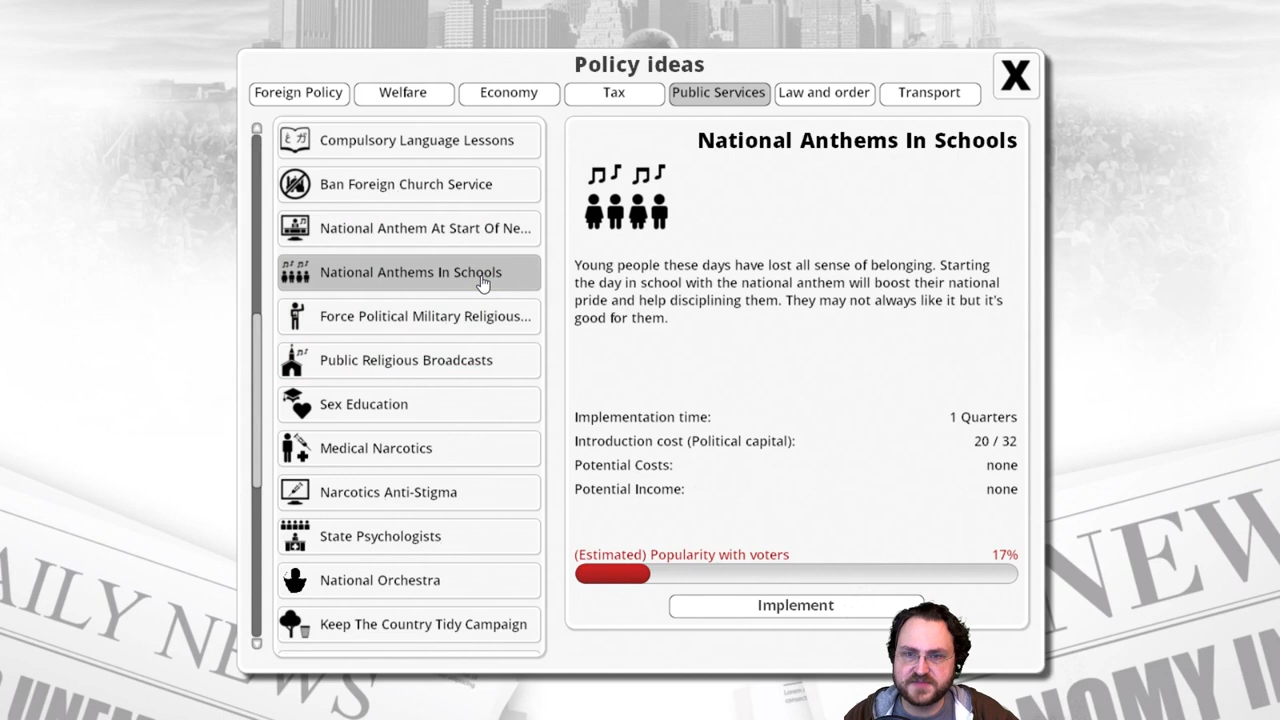 Policy ideas
X
Foreign Policy
Welfare
Economy
Tax
Public Services
Law and order
Transport
Compulsory Language Lessons
Ban Foreign Church Service
National Anthem At Start Of Ne...
National Anthems In Schools
Force Political Military Religious...
Public Religious Broadcasts
Sex Education
Medical Narcotics
Narcotics Anti-Stigma
State Psychologists
National Orchestra
Keep The Country Tidy Campaign
National Anthems In Schools
Young people these days have lost all sense of belonging. Starting
the day in school with the national anthem will boost their national
pride and help disciplining them. They may not always like it but it's
good for them.
Implementation time: 1 Quarters
Introduction cost (Political capital): 20 / 32
Potential Costs: none
Potential Income: none
(Estimated) Popularity with voters 17%
Implement